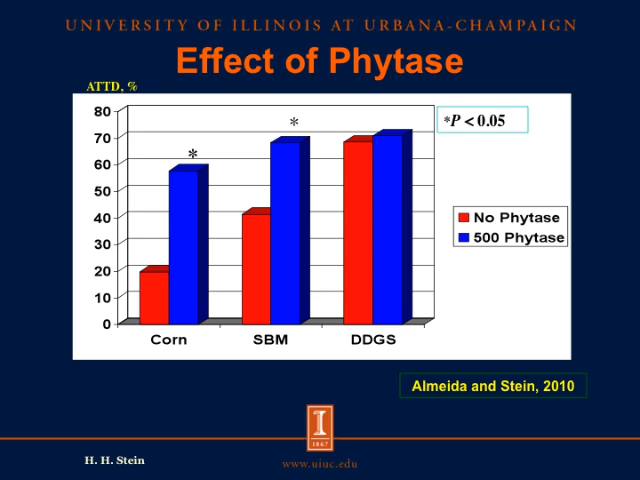 UNIVERSITY OF ILLINOIS AT URBANA-CHAMPAIGN
Effect of Phytase
ATTD, %
80
70
60
50
40
30
20
10
0
*
*
*P < 0.05
No Phytase
500 Phytase
Corn
SBM
DDGS
Almeida and Stein, 2010
I
1867
H. H. Stein
www.uiuc.edu